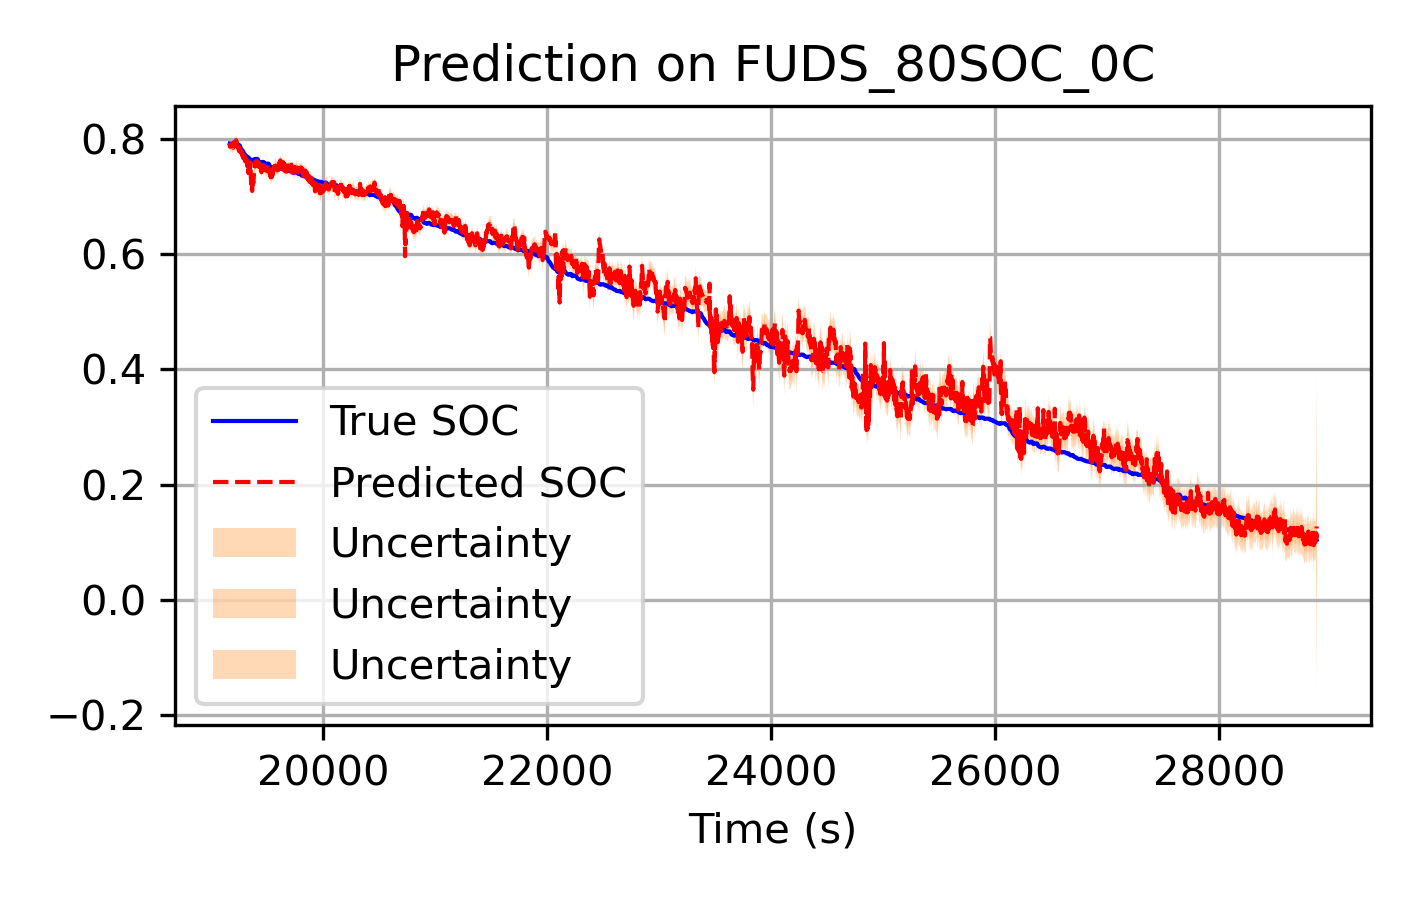 Prediction on FUDS_80SOC_0C
0.8
0.6
0.4
0.2
0.0
−0.2
True SOC
Predicted SOC
Uncertainty
Uncertainty
Uncertainty
20000 22000 24000 26000 28000
Time (s)